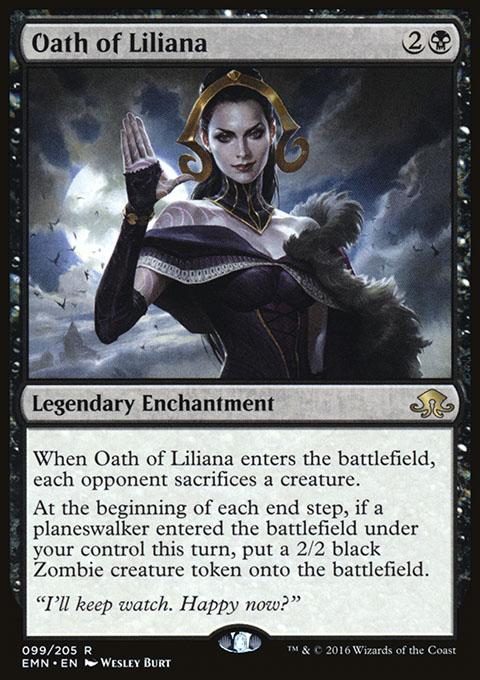 Oath of Liliana 2
Legendary Enchantment
When Oath of Liliana enters the battlefield,
each opponent sacrifices a creature.
At the beginning of each end step, if a
planeswalker entered the battlefield under
your control this turn, put a 2/2 black
Zombie creature token onto the battlefield.
“I’ll keep watch. Happy now?”
099/205 R
EMN • EN Wesley Burt
™ & © 2016 Wizards of the Coast